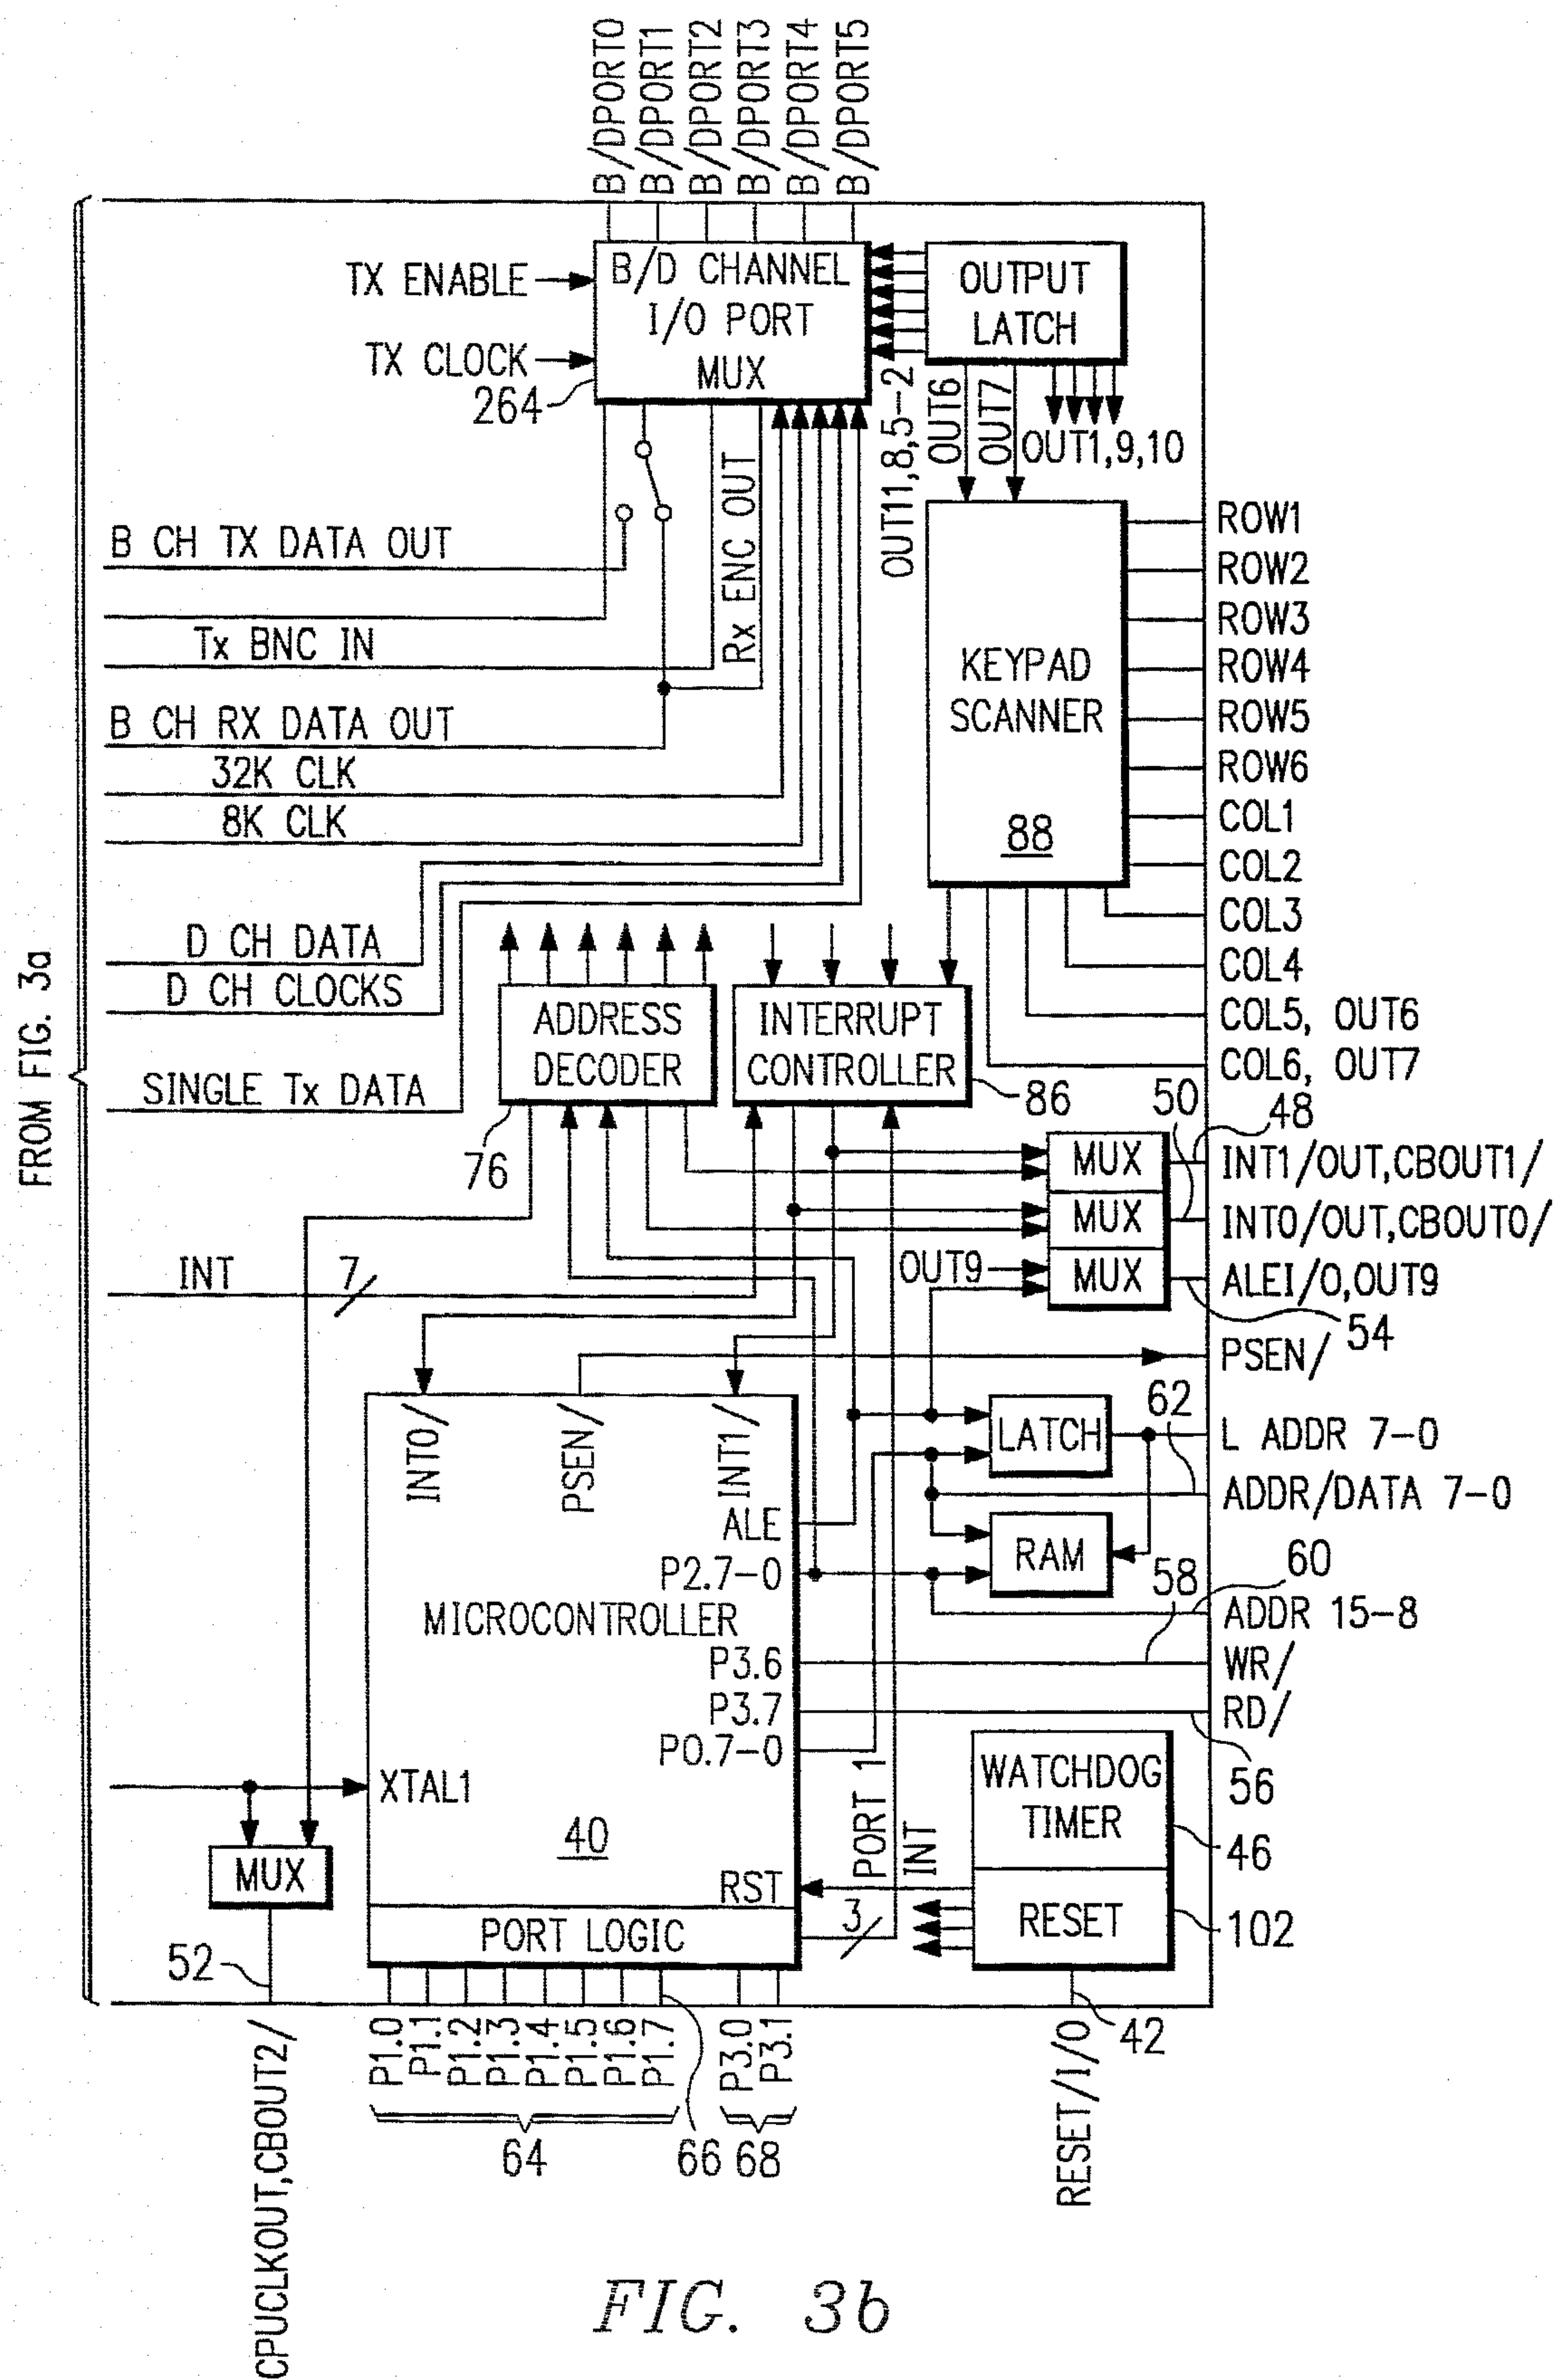 B/DPORT0
B/DPORT1
B/DPORT2
B/DPORT3
B/DPORT4
B/DPORT5
FROM FIG. 3a
TX ENABLE
TX CLOCK
264
B/D CHANNEL
I/O PORT
MUX
OUTPUT
LATCH
OUT11,8,5-2
OUT6
OUT7
OUT1,9,10
B CH TX DATA OUT
Tx BNC IN
Rx ENC OUT
B CH RX DATA OUT
32K CLK
8K CLK
D CH DATA
D CH CLOCKS
SINGLE Tx DATA
KEYPAD
SCANNER
88
ROW1
ROW2
ROW3
ROW4
ROW5
ROW6
COL1
COL2
COL3
COL4
COL5, OUT6
COL6, OUT7
ADDRESS
DECODER
76
INTERRUPT
CONTROLLER
86
50
48
MUX
INT1/OUT,CBOUT1/
MUX
INT0/OUT,CBOUT0/
OUT9
MUX
ALEI/O,OUT9
54
INT
7
PSEN/
INT0/
PSEN/
INT1/
ALE
P2.7-0
MICROCONTROLLER
P3.6
P3.7
P0.7-0
XTAL1
40
RST
PORT LOGIC
LATCH
62
L ADDR 7-0
ADDR/DATA 7-0
RAM
58
60
ADDR 15-8
WR/
RD/
56
WATCHDOG
TIMER
46
RESET
102
PORT 1
INT
3
MUX
52
CPUCLKOUT,CBOUT2/
P1.0
P1.1
P1.2
P1.3
P1.4
P1.5
P1.6
P1.7
P3.0
P3.1
64
66
68
RESET/I/O
42
FIG. 3b